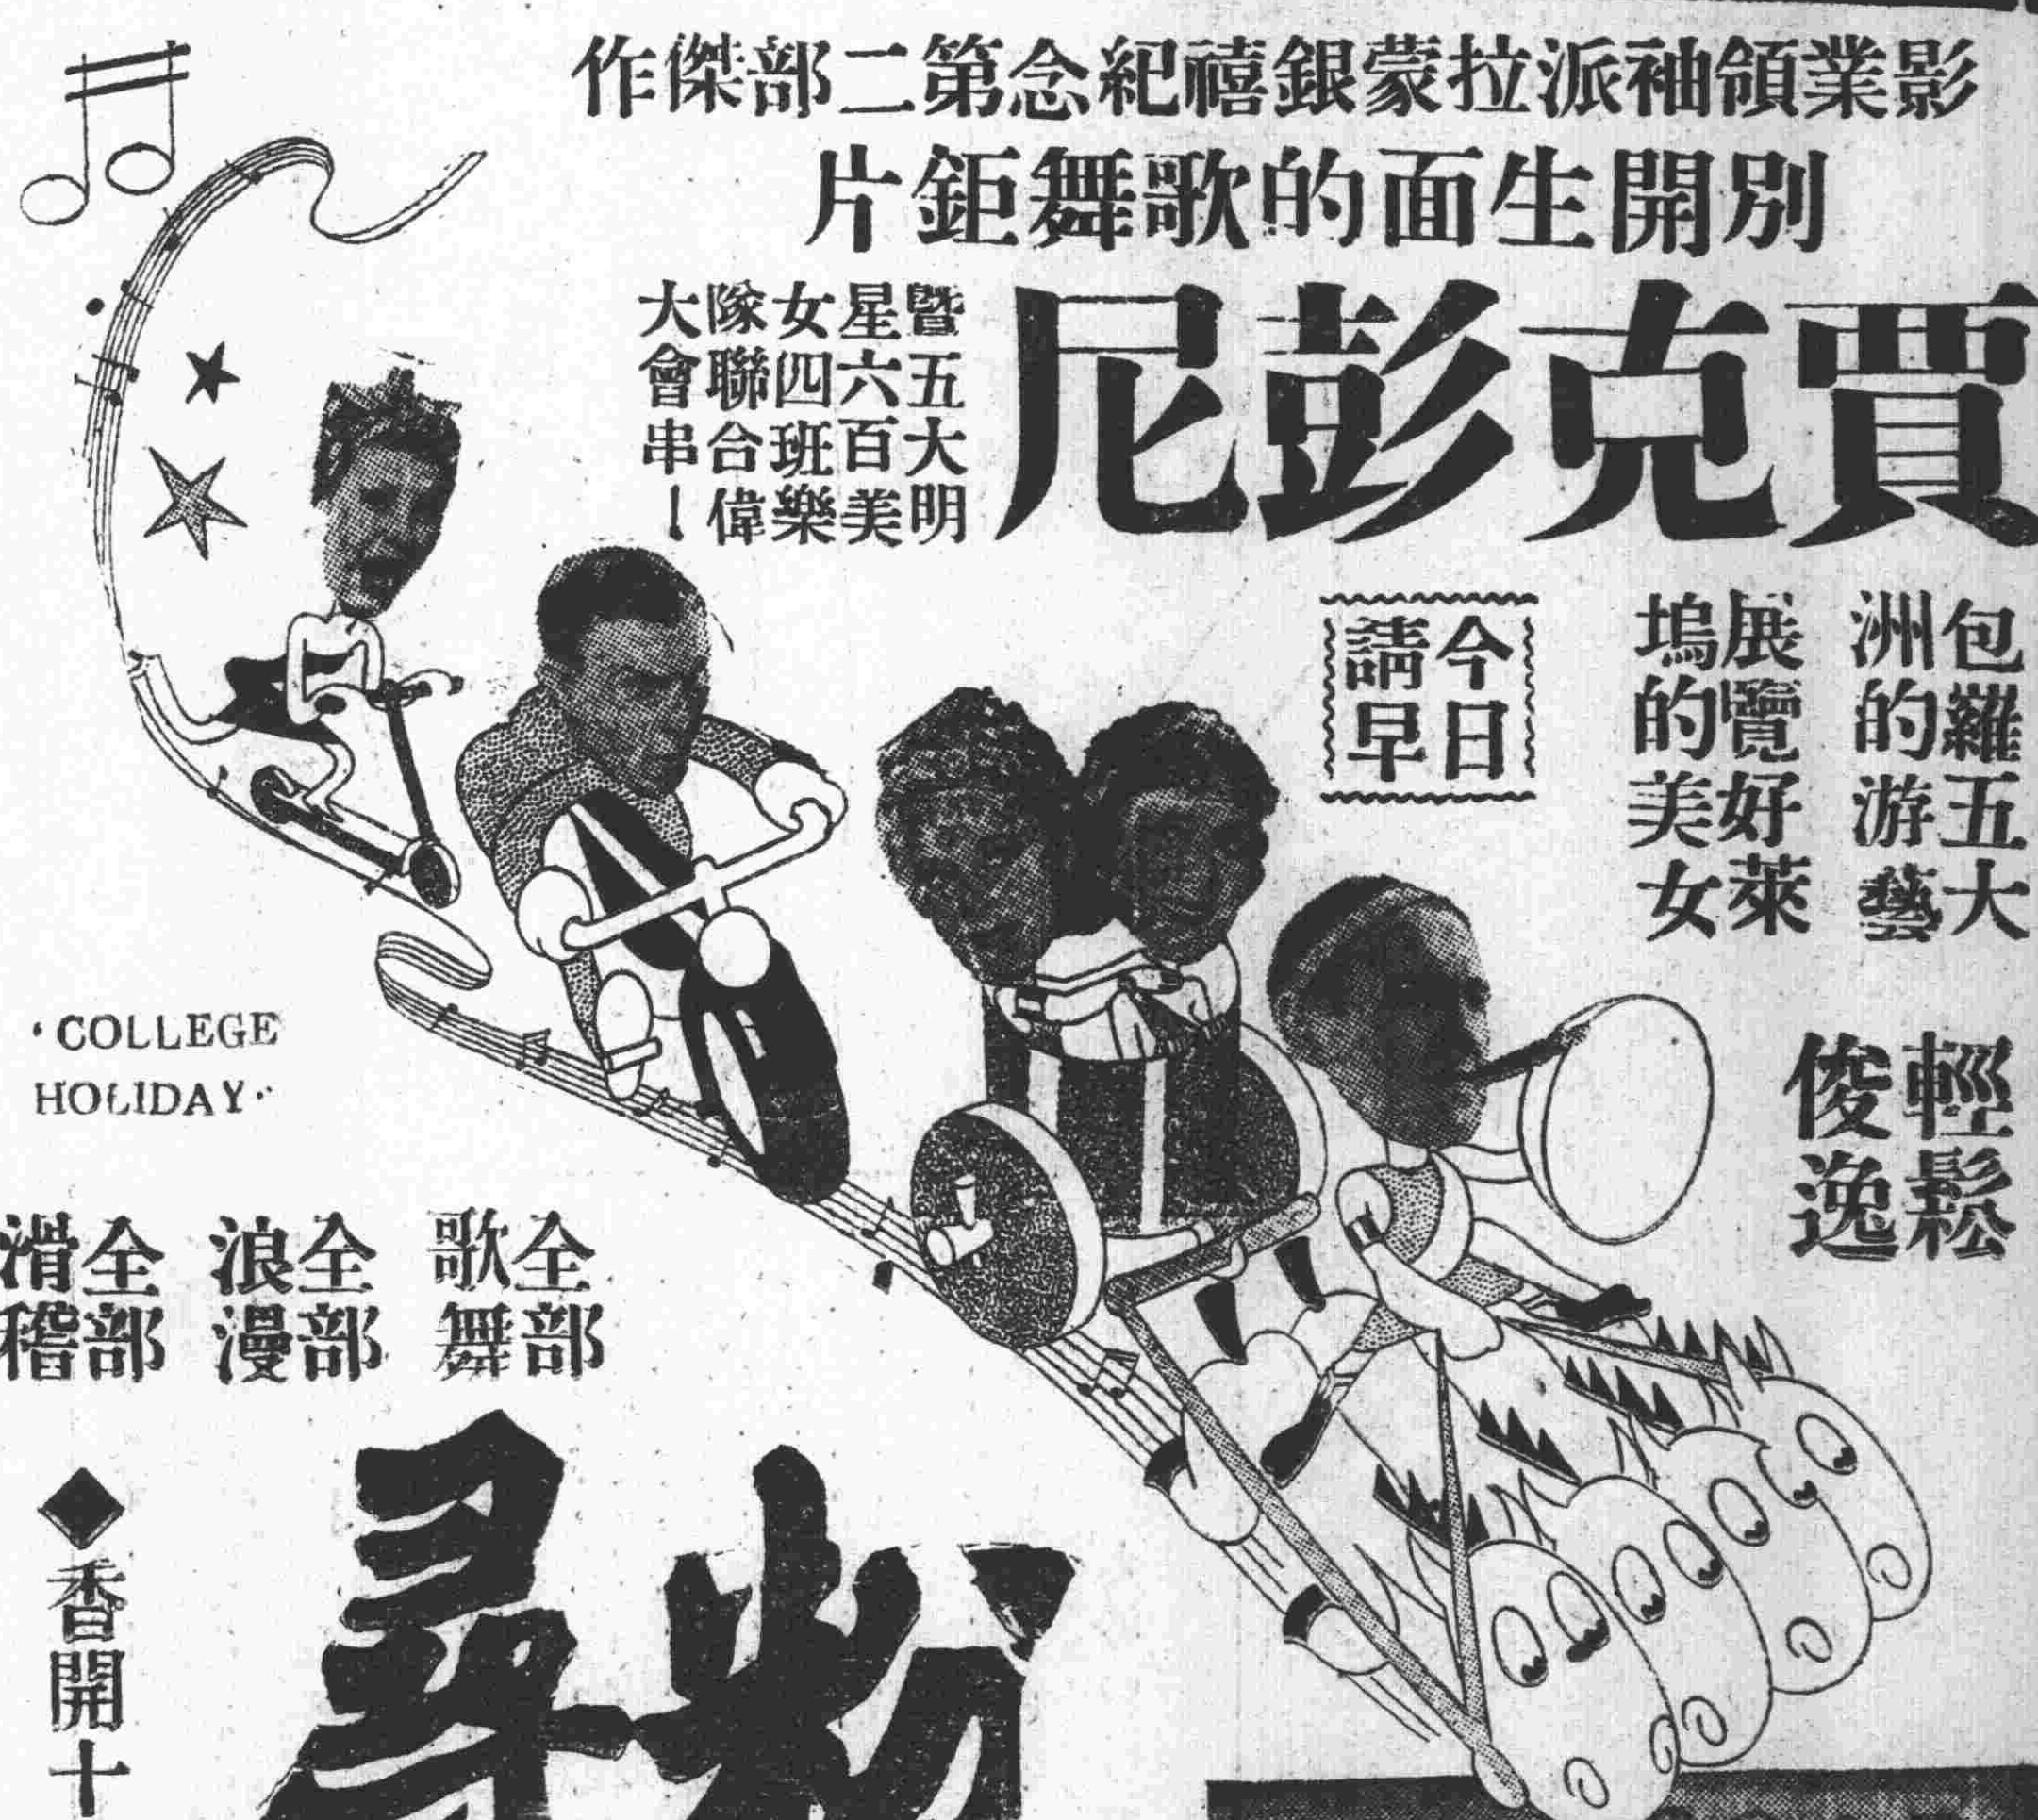 影業領袖派拉蒙銀禧紀念第二部傑作
別開生面的歌舞鉅片
賈克彭尼
暨五大明
星六百美
女四班樂
隊聯合偉
大會串！
包羅五大
洲的游藝
展覽好萊
塢的美女
今日
請早
輕鬆
俊逸
·COLLEGE
HOLIDAY·
全部
歌舞
全部
浪漫
全部
滑稽
粉
尋
◆香開十